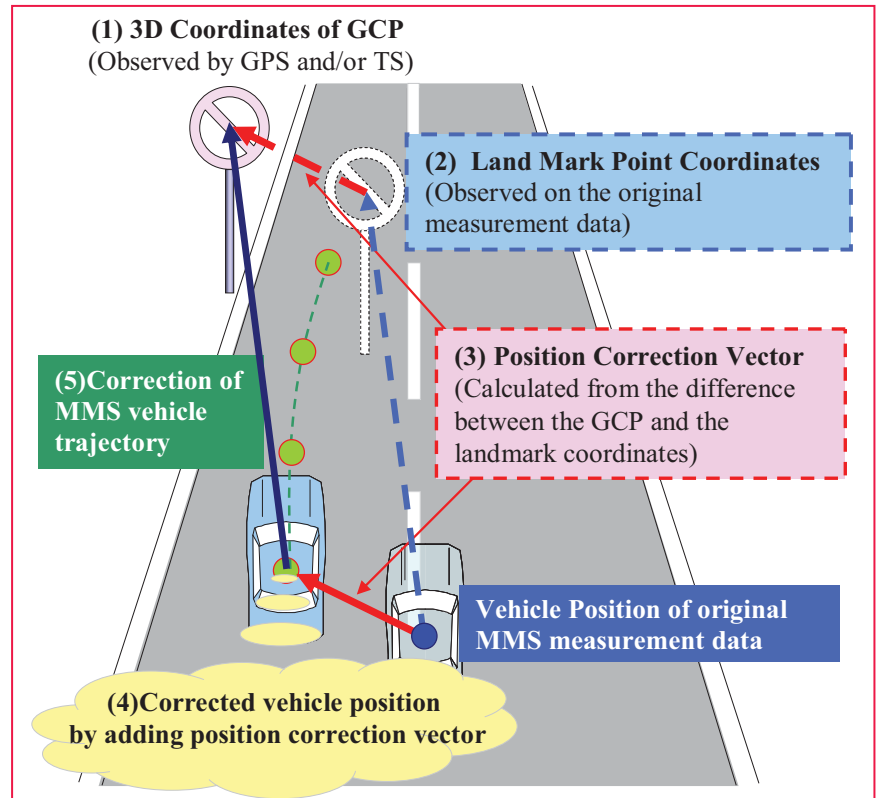 (1) 3D Coordinates of GCP
(Observed by GPS and/or TS)
(2) Land Mark Point Coordinates
(Observed on the original
measurement data)
(3) Position Correction Vector
(Calculated from the difference
between the GCP and the
landmark coordinates)
(5)Correction of
MMS vehicle
trajectory
Vehicle Position of original
MMS measurement data
(4)Corrected vehicle position
by adding position correction vector